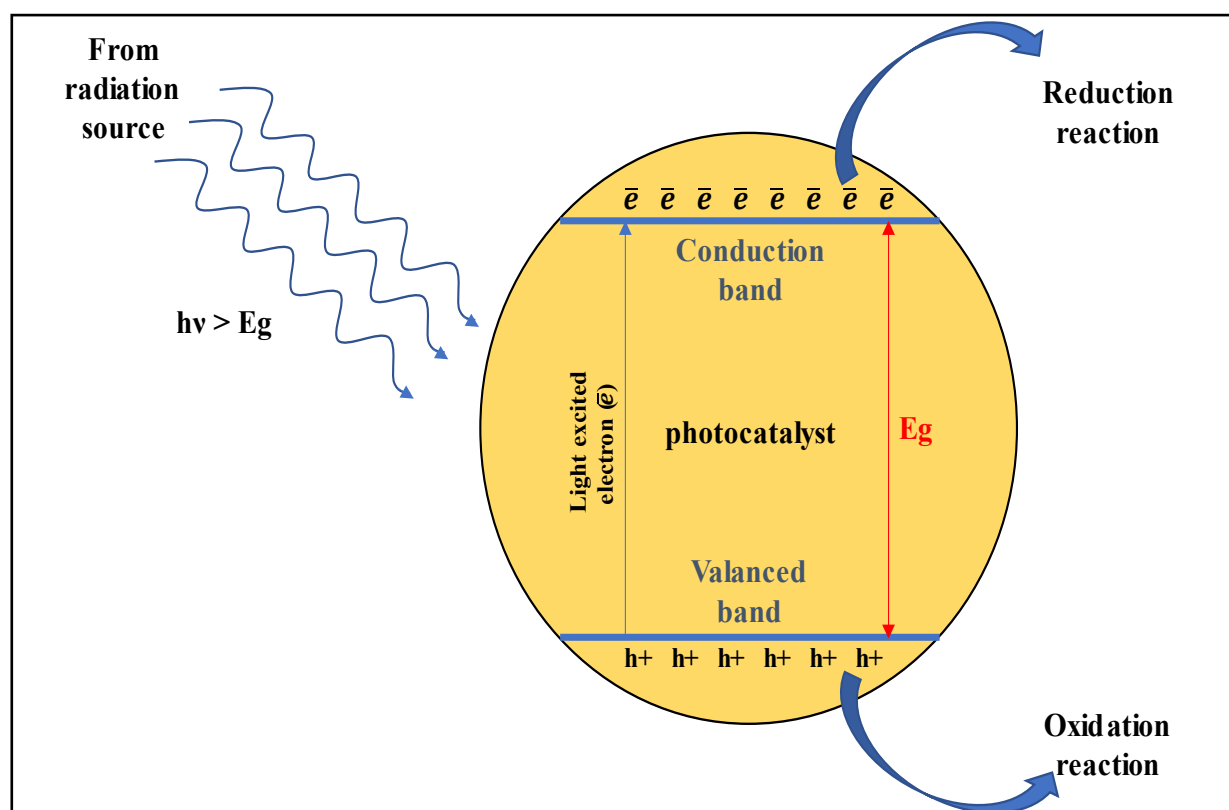 From
radiation
source
hν > Eg
Reduction
reaction
e̅ e̅ e̅ e̅ e̅ e̅ e̅ e̅
Conduction
band
Light excited
electron (e̅)
photocatalyst
Eg
Valanced
band
h+ h+ h+ h+ h+ h+
Oxidation
reaction